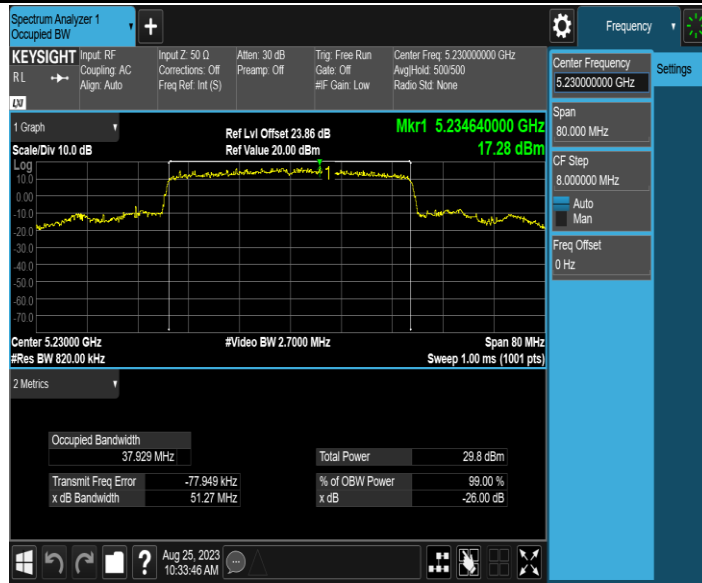 Spectrum Analyzer 1
Occupied BW
+
Frequency
KEYSIGHT
RL
LXI
Input: RF
Coupling: AC
Align: Auto
Input Z: 50 Ω
Corrections: Off
Freq Ref: Int (S)
Atten: 30 dB
Preamp: Off
Trig: Free Run
Gate: Off
#IF Gain: Low
Center Freq: 5.230000000 GHz
Avg|Hold: 500/500
Radio Std: None
Center Frequency
5.230000000 GHz
Settings
Span
80.000 MHz
CF Step
8.000000 MHz
Auto
Man
Freq Offset
0 Hz
1 Graph
Scale/Div 10.0 dB
Ref Lvl Offset 23.86 dB
Ref Value 20.00 dBm
Mkr1 5.234640000 GHz
17.28 dBm
Log
10.0
0.00
-10.0
-20.0
-30.0
-40.0
-50.0
-60.0
-70.0
1
Center 5.23000 GHz
#Res BW 820.00 kHz
#Video BW 2.7000 MHz
Span 80 MHz
Sweep 1.00 ms (1001 pts)
2 Metrics
Occupied Bandwidth
37.929 MHz
Total Power 29.8 dBm
Transmit Freq Error -77.949 kHz
% of OBW Power 99.00 %
x dB Bandwidth 51.27 MHz
x dB -26.00 dB
?
Aug 25, 2023
10:33:46 AM